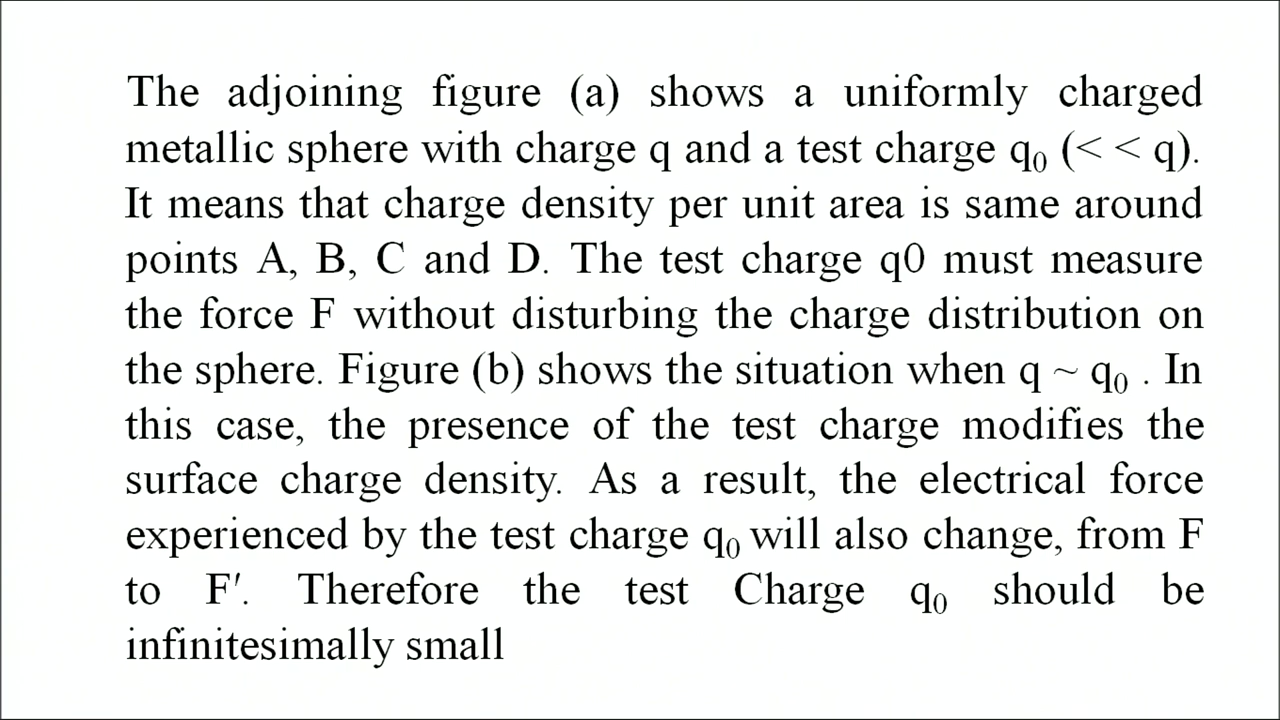 The adjoining figure (a) shows a uniformly charged
metallic sphere with charge q and a test charge q₀ (< < q).
It means that charge density per unit area is same around
points A, B, C and D. The test charge q0 must measure
the force F without disturbing the charge distribution on
the sphere. Figure (b) shows the situation when q ~ q₀ . In
this case, the presence of the test charge modifies the
surface charge density. As a result, the electrical force
experienced by the test charge q₀ will also change, from F
to F′. Therefore the test Charge q₀ should be
infinitesimally small